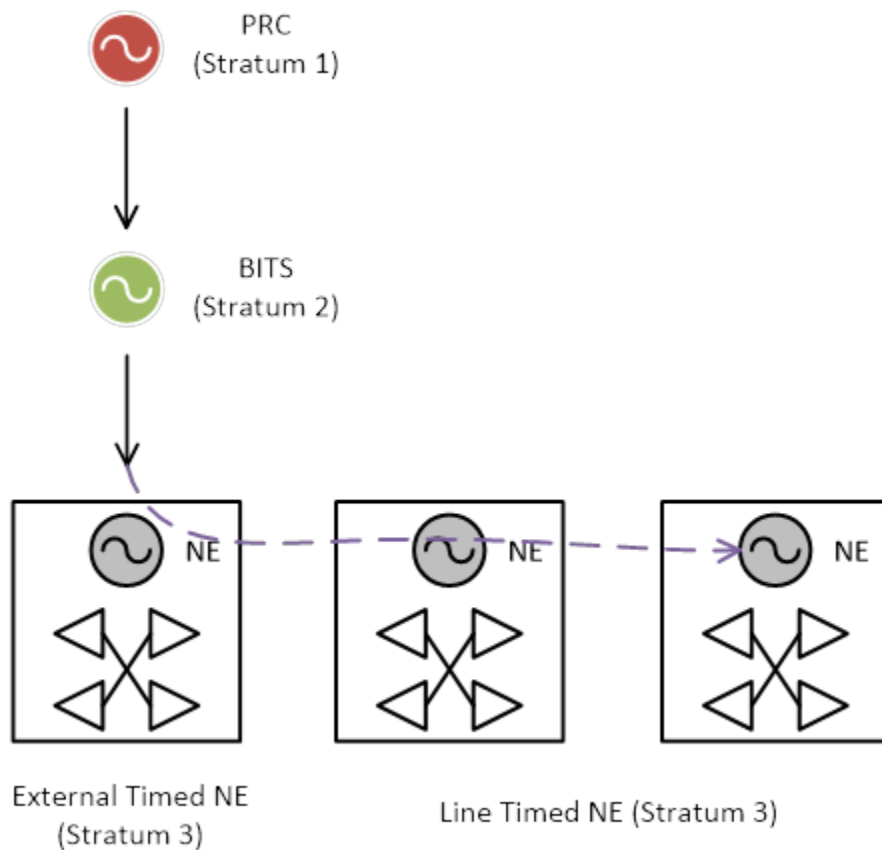 PRC
(Stratum 1)
BITS
(Stratum 2)
NE
NE
NE
External Timed NE
(Stratum 3)
Line Timed NE (Stratum 3)